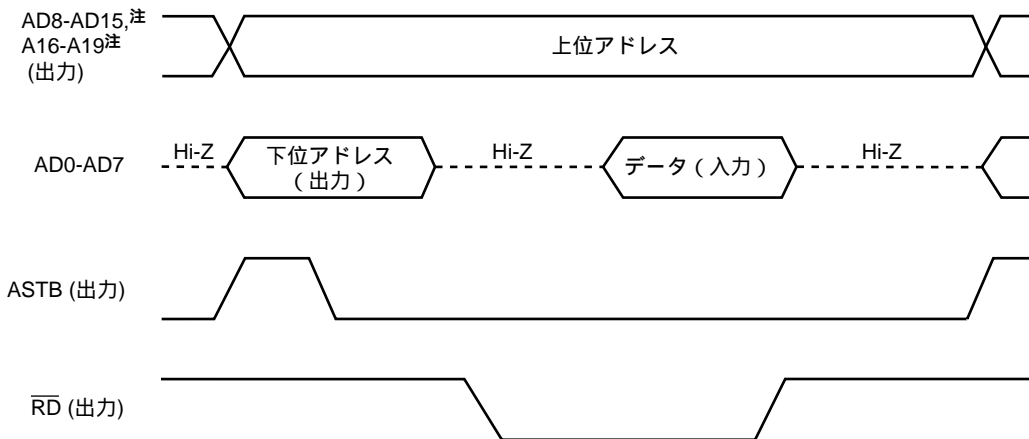 AD8-AD15,注
A16-A19注
(出力)
上位アドレス
AD0-AD7
Hi-Z
下位アドレス
(出力)
Hi-Z
データ(入力)
Hi-Z
ASTB (出力)
RD (出力)